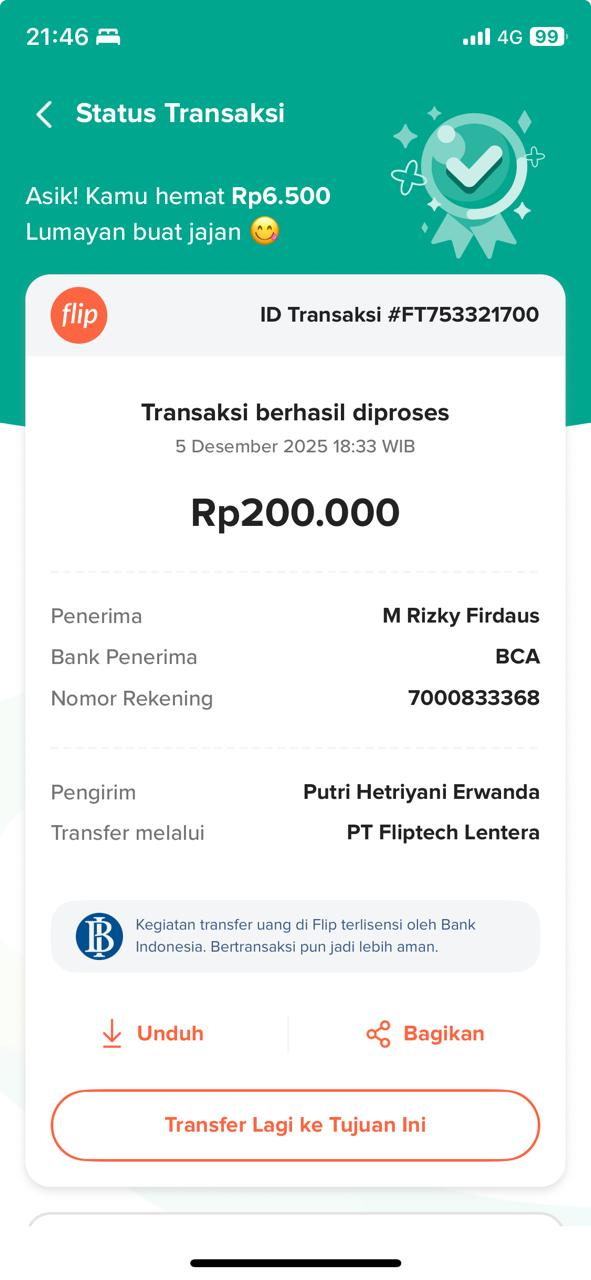 21:46
4G 99
Status Transaksi
Asik! Kamu hemat Rp6.500
Lumayan buat jajan 😋
flip
ID Transaksi #FT753321700
Transaksi berhasil diproses
5 Desember 2025 18:33 WIB
Rp200.000
Penerima M Rizky Firdaus
Bank Penerima BCA
Nomor Rekening 7000833368
Pengirim Putri Hetriyani Erwanda
Transfer melalui PT Fliptech Lentera
Kegiatan transfer uang di Flip terlisensi oleh Bank
Indonesia. Bertransaksi pun jadi lebih aman.
Unduh
Bagikan
Transfer Lagi ke Tujuan Ini